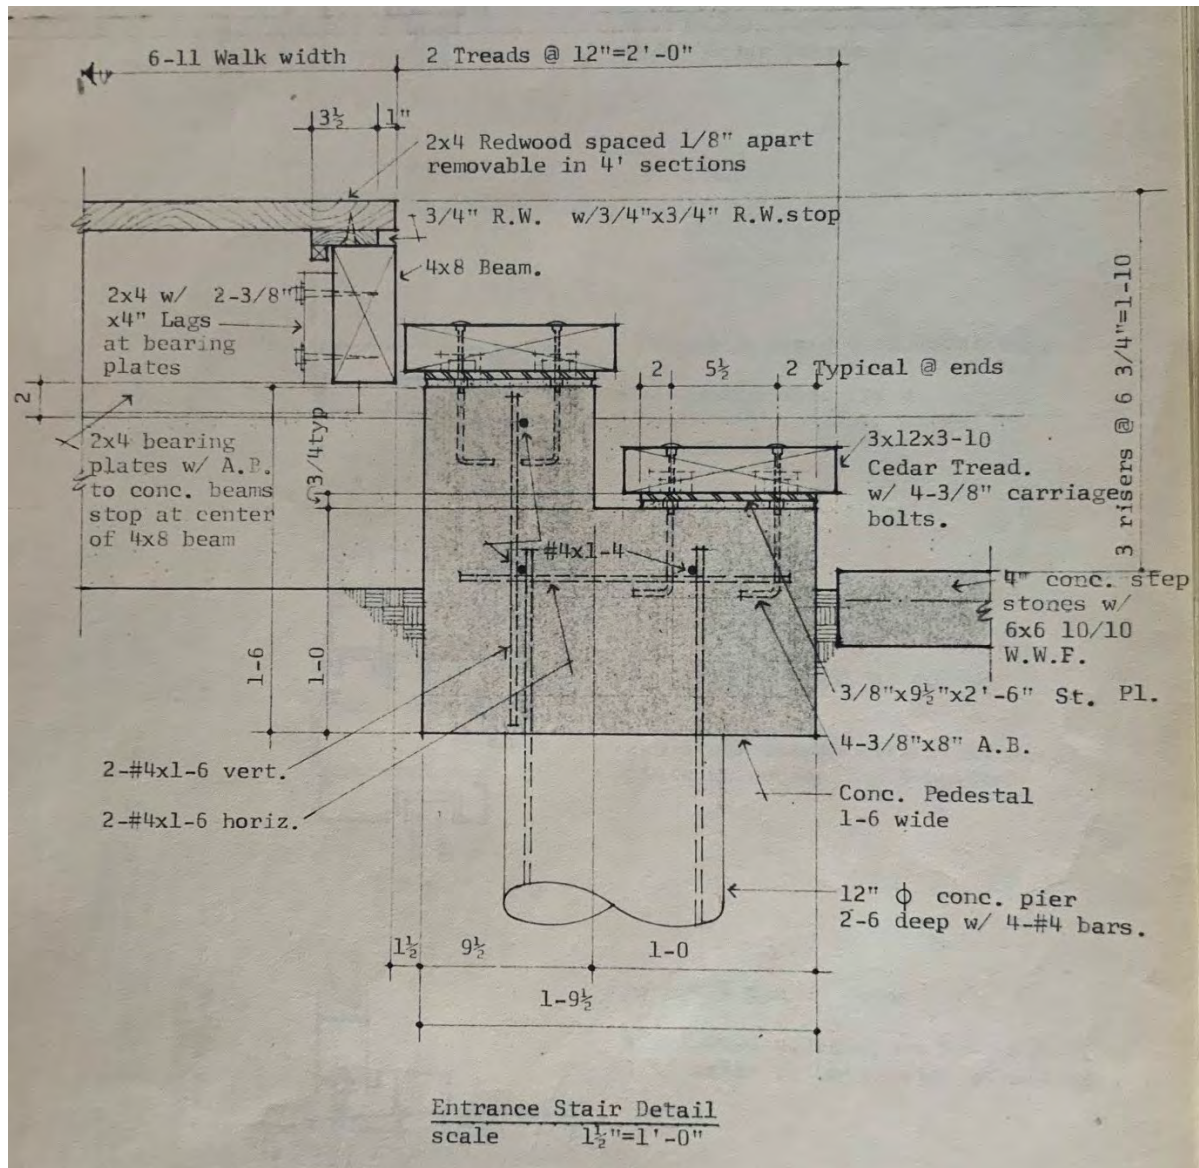 6-11 Walk width
2 Treads @ 12"=2'-0"
3½
1"
2x4 Redwood spaced 1/8" apart
removable in 4' sections
3/4" R.W. w/3/4"x3/4" R.W.stop
4x8 Beam.
2x4 w/ 2-3/8"
x4" Lags
at bearing
plates
2
5½
2 Typical @ ends
2
3/4typ
3 risers @ 6 3/4"=1-10
2x4 bearing
plates w/ A.B.
to conc. beams
stop at center
of 4x8 beam
3x12x3-10
Cedar Tread.
w/ 4-3/8" carriage
bolts.
#4x1-4
4" conc. step
stones w/
6x6 10/10
W.W.F.
1-6
1-0
3/8"x9½"x2'-6" St. Pl.
4-3/8"x8" A.B.
2-#4x1-6 vert.
2-#4x1-6 horiz.
Conc. Pedestal
1-6 wide
12" ϕ conc. pier
2-6 deep w/ 4-#4 bars.
1½
9½
1-0
1-9½
Entrance Stair Detail
scale 1½"=1'-0"